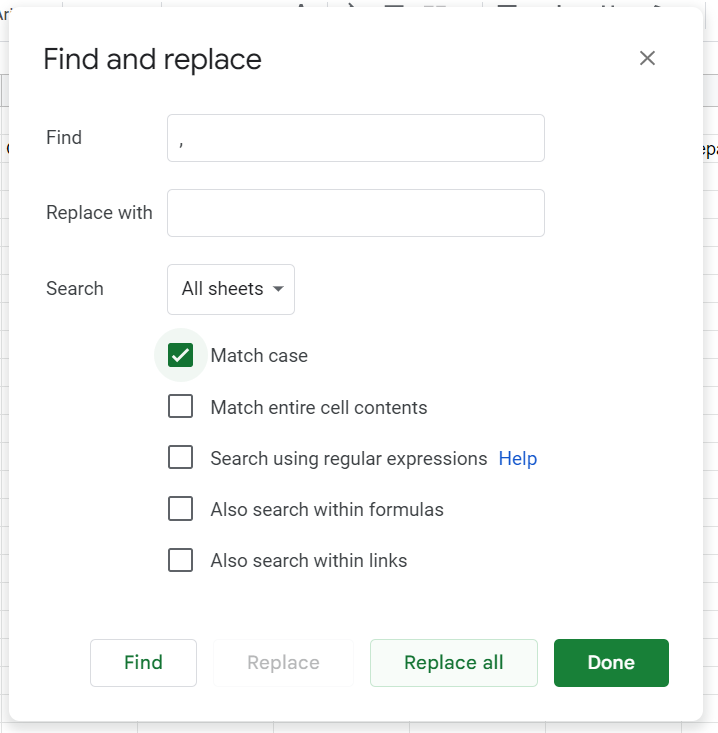 Find and replace
Find ,
Replace with
Search All sheets
Match case
Match entire cell contents
Search using regular expressions Help
Also search within formulas
Also search within links
Find Replace Replace all Done